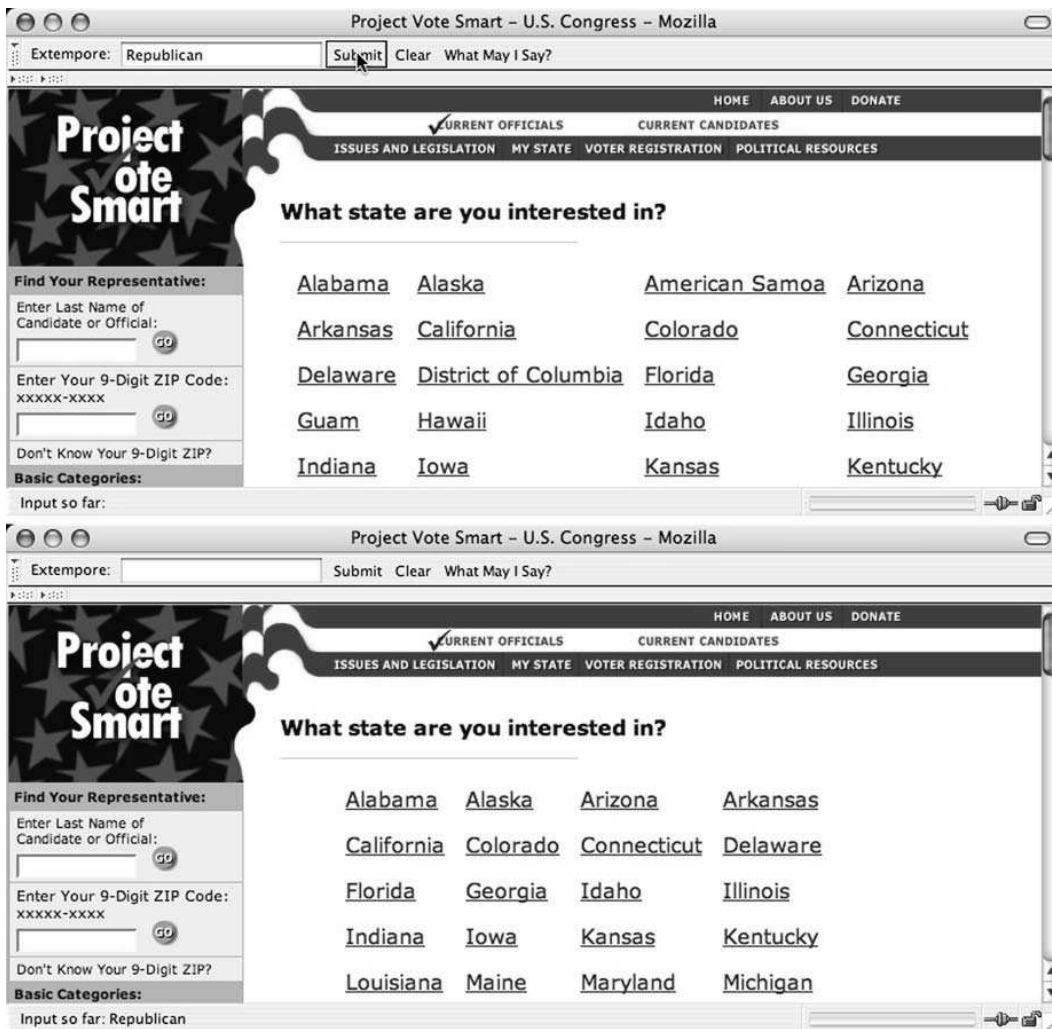 Project Vote Smart – U.S. Congress – Mozilla
Extempore: Republican Submit Clear What May I Say?
HOME ABOUT US DONATE
CURRENT OFFICIALS CURRENT CANDIDATES
ISSUES AND LEGISLATION MY STATE VOTER REGISTRATION POLITICAL RESOURCES
Project
Vote
Smart
What state are you interested in?
Find Your Representative:
Enter Last Name of
Candidate or Official:
GO
Enter Your 9-Digit ZIP Code:
xxxxx-xxxx
GO
Don't Know Your 9-Digit ZIP?
Basic Categories:
Alabama Alaska American Samoa Arizona
Arkansas California Colorado Connecticut
Delaware District of Columbia Florida Georgia
Guam Hawaii Idaho Illinois
Indiana Iowa Kansas Kentucky
Input so far:
Project Vote Smart – U.S. Congress – Mozilla
Extempore: Submit Clear What May I Say?
HOME ABOUT US DONATE
CURRENT OFFICIALS CURRENT CANDIDATES
ISSUES AND LEGISLATION MY STATE VOTER REGISTRATION POLITICAL RESOURCES
Project
Vote
Smart
What state are you interested in?
Find Your Representative:
Enter Last Name of
Candidate or Official:
GO
Enter Your 9-Digit ZIP Code:
xxxxx-xxxx
GO
Don't Know Your 9-Digit ZIP?
Basic Categories:
Alabama Alaska Arizona Arkansas
California Colorado Connecticut Delaware
Florida Georgia Idaho Illinois
Indiana Iowa Kansas Kentucky
Louisiana Maine Maryland Michigan
Input so far: Republican